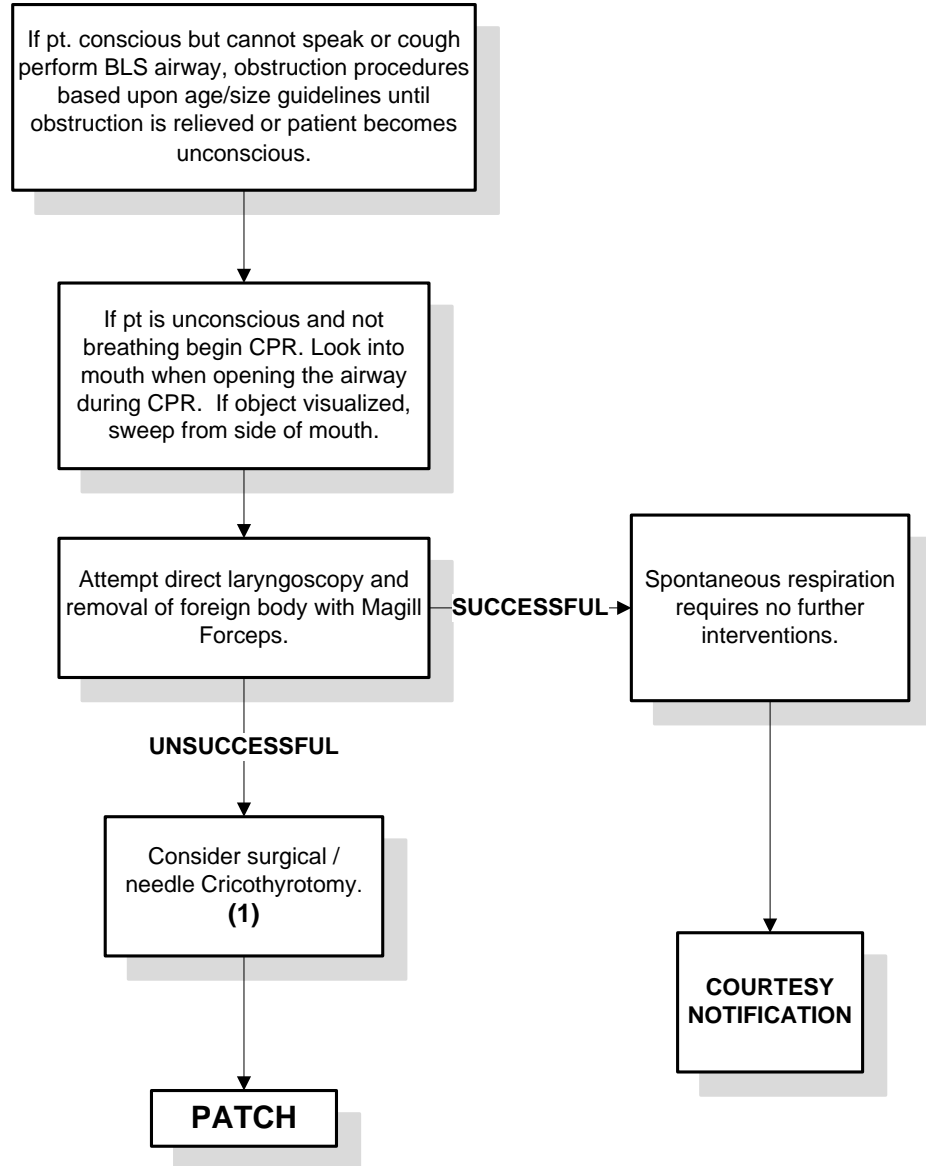 If pt. conscious but cannot speak or cough
perform BLS airway, obstruction procedures
based upon age/size guidelines until
obstruction is relieved or patient becomes
unconscious.
If pt is unconscious and not
breathing begin CPR. Look into
mouth when opening the airway
during CPR.  If object visualized,
sweep from side of mouth.
Attempt direct laryngoscopy and
removal of foreign body with Magill
Forceps.
SUCCESSFUL
Spontaneous respiration
requires no further
interventions.
UNSUCCESSFUL
Consider surgical /
needle Cricothyrotomy.
(1)
COURTESY
NOTIFICATION
PATCH